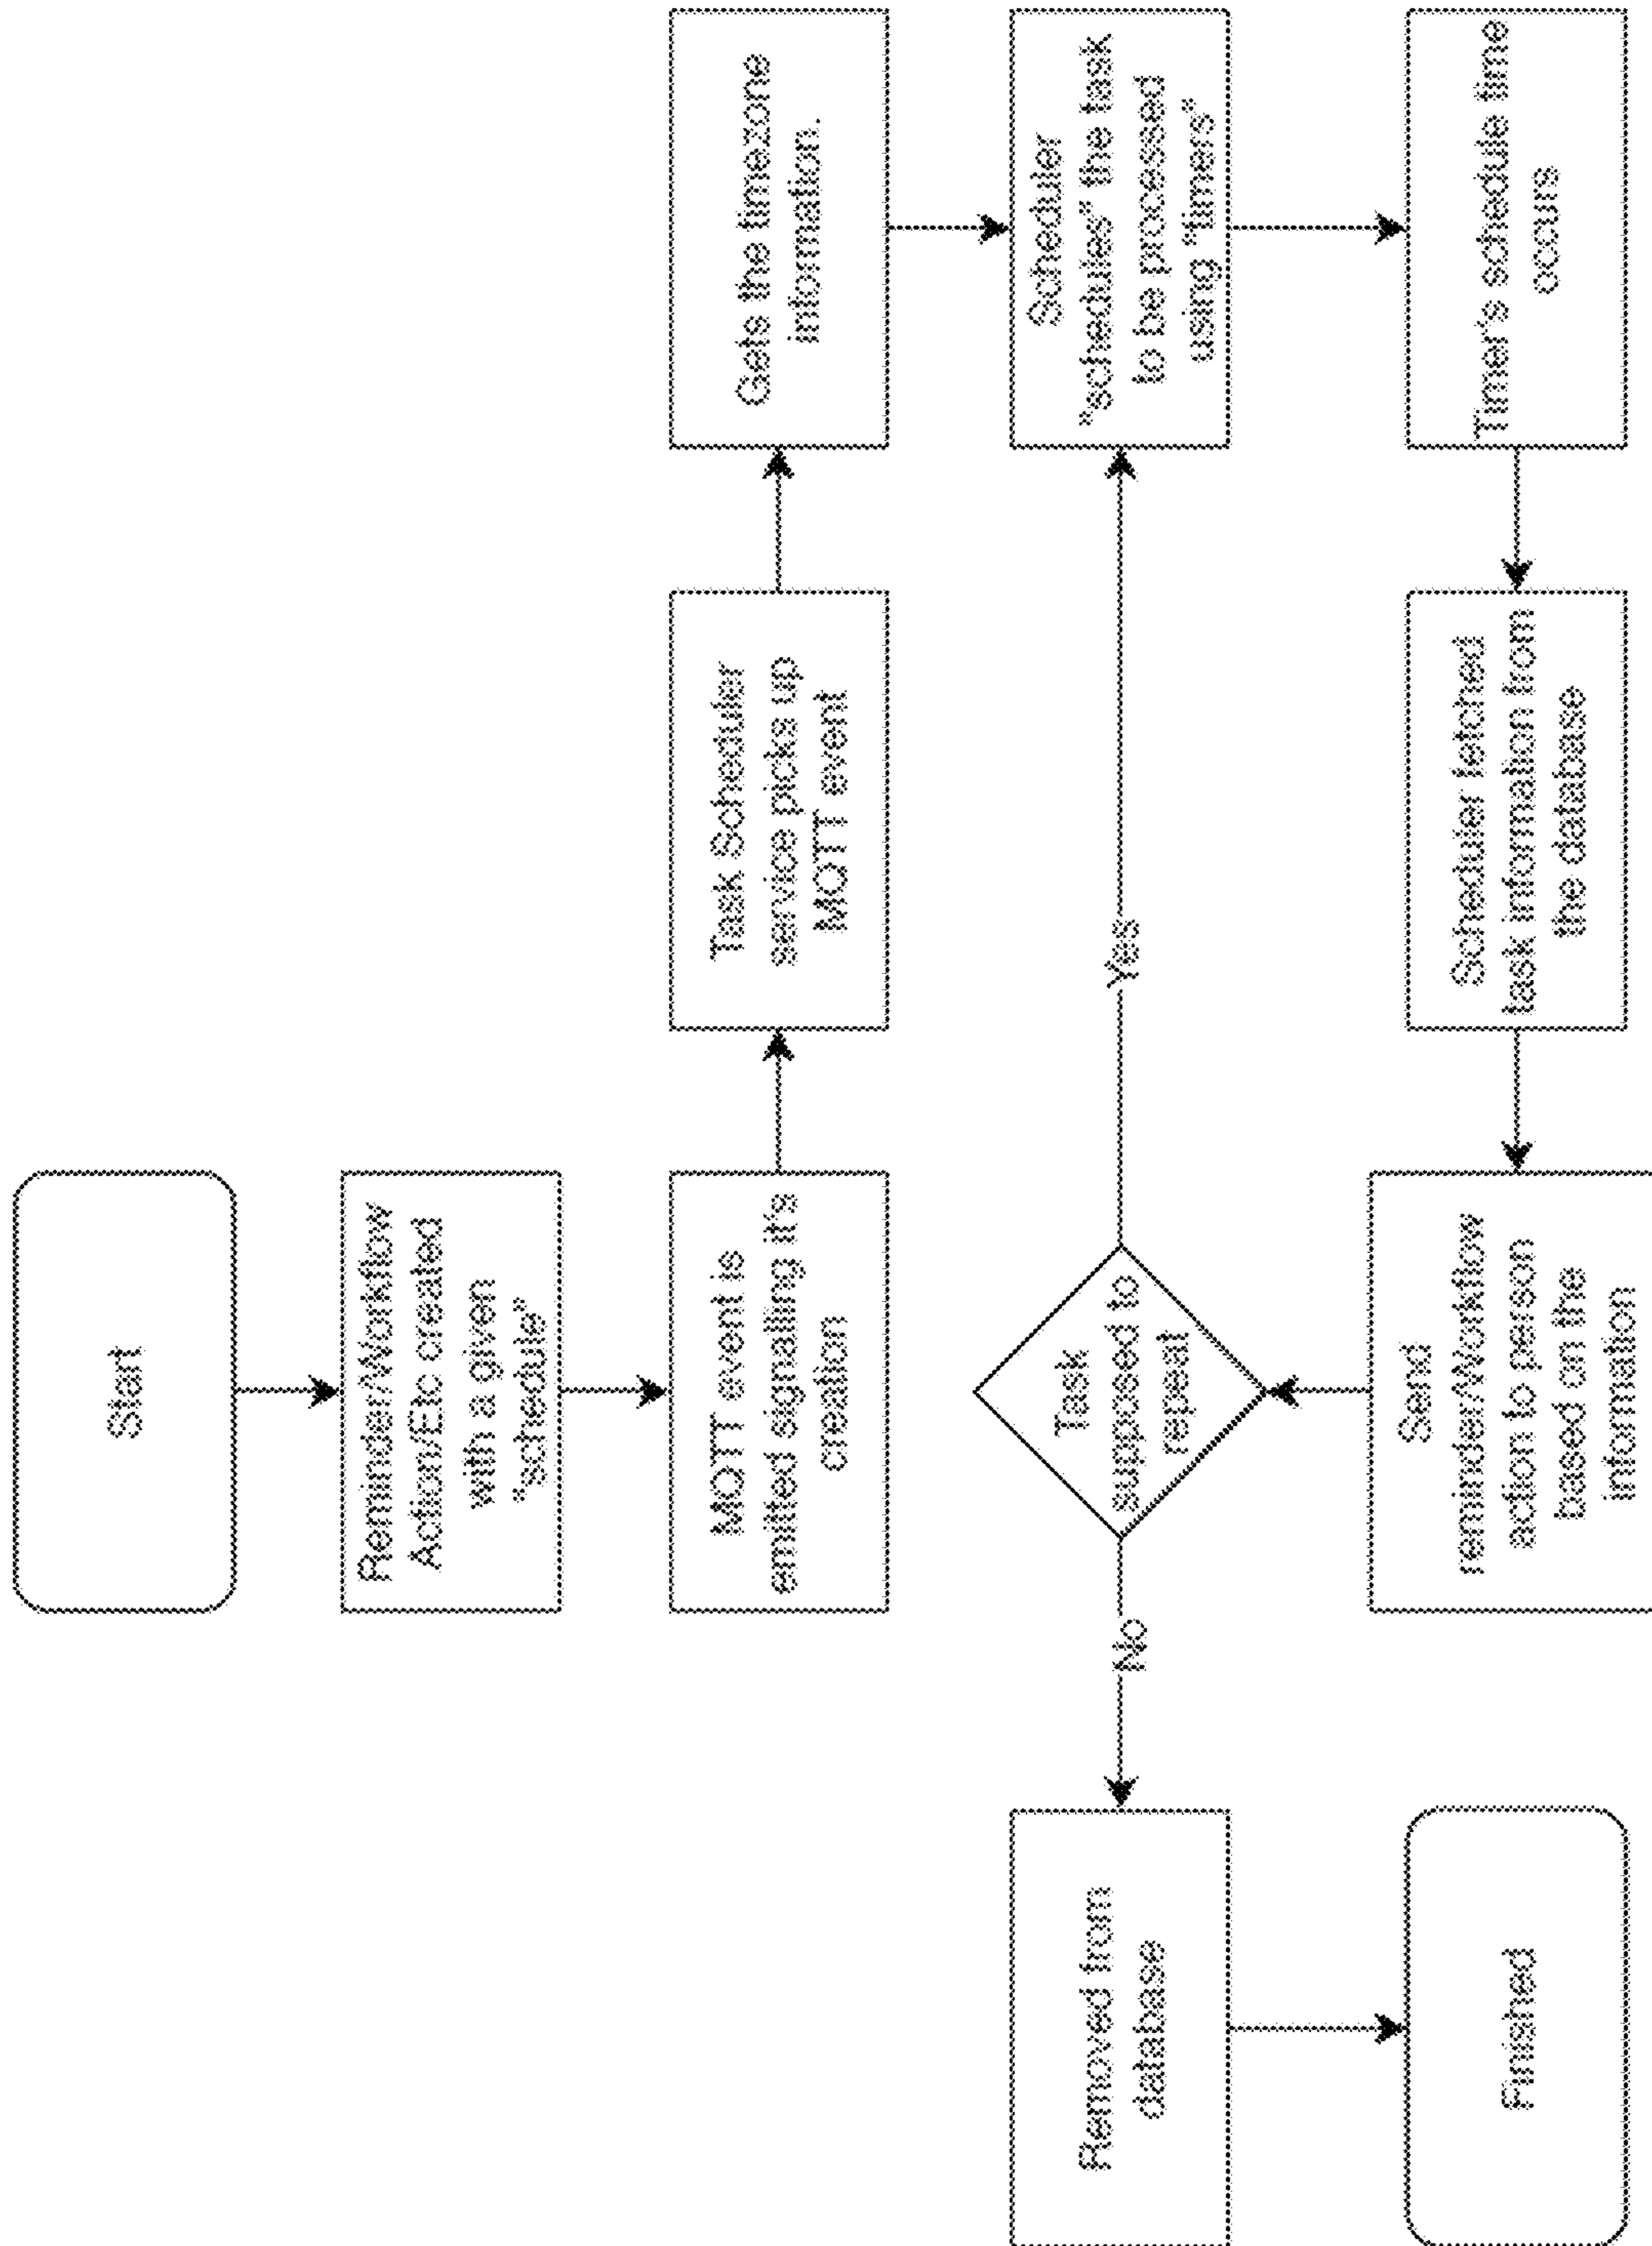 Start
Reminder/Workflow
Action/Etc created
with a given
"schedule"
MQTT event is
emitted signalling it's
creation
Task Scheduler
service picks up
MQTT event
Gets the timezone
information.
Scheduler
"schedules" the task
to be processed
using "timers"
Timer's schedule time
occurs
Scheduler fetched
task information from
the database
Send
reminder/Workflow
action to person
based on the
information
Task
supposed to
repeat
Yes
No
Removed from
database
Finished